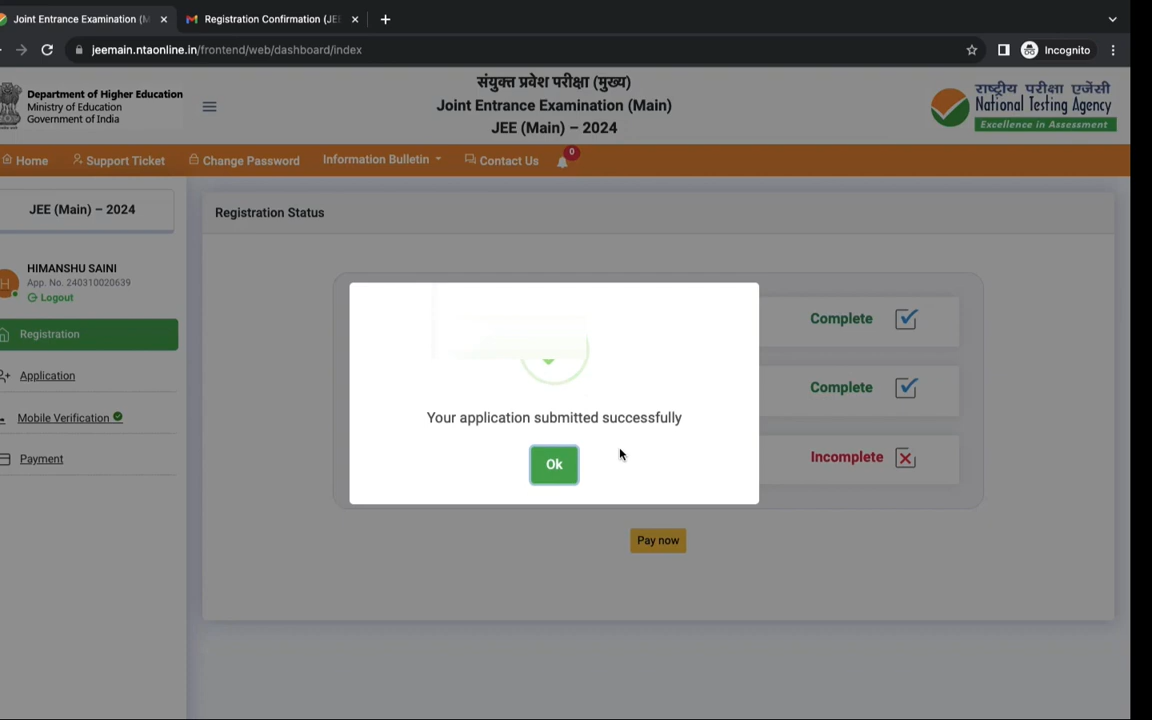 Joint Entrance Examination (M
Registration Confirmation (JEE
jeemain.ntaonline.in/frontend/web/dashboard/index
Incognito
Department of Higher Education
Ministry of Education
Government of India
संयुक्त प्रवेश परीक्षा (मुख्य)
Joint Entrance Examination (Main)
JEE (Main) – 2024
राष्ट्रीय परीक्षा एजेंसी
National Testing Agency
Excellence in Assessment
Home
Support Ticket
Change Password
Information Bulletin
Contact Us
0
JEE (Main) – 2024
HIMANSHU SAINI
App. No. 240310020639
Logout
H
Registration
Application
Mobile Verification
Payment
Registration Status
Complete
Complete
Incomplete
Your application submitted successfully
Ok
Pay now